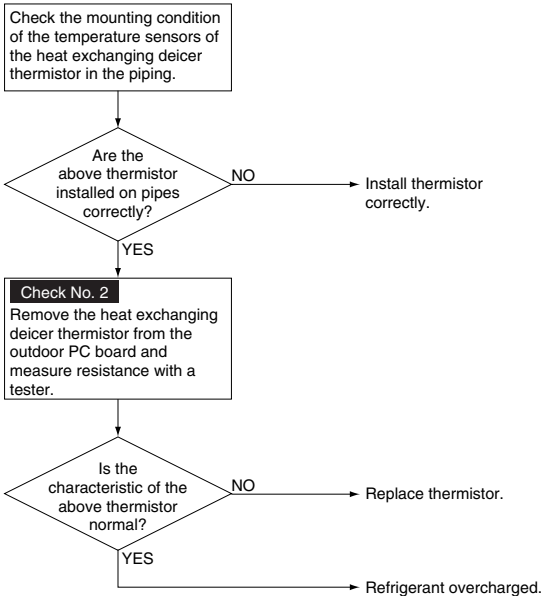 Check the mounting condition
of the temperature sensors of
the heat exchanging deicer
thermistor in the piping.
Are the
above thermistor
installed on pipes
correctly?
NO
Install thermistor
correctly.
YES
Check No. 2
Remove the heat exchanging
deicer thermistor from the
outdoor PC board and
measure resistance with a
tester.
Is the
characteristic of the
above thermistor
normal?
NO
Replace thermistor.
YES
Refrigerant overcharged.